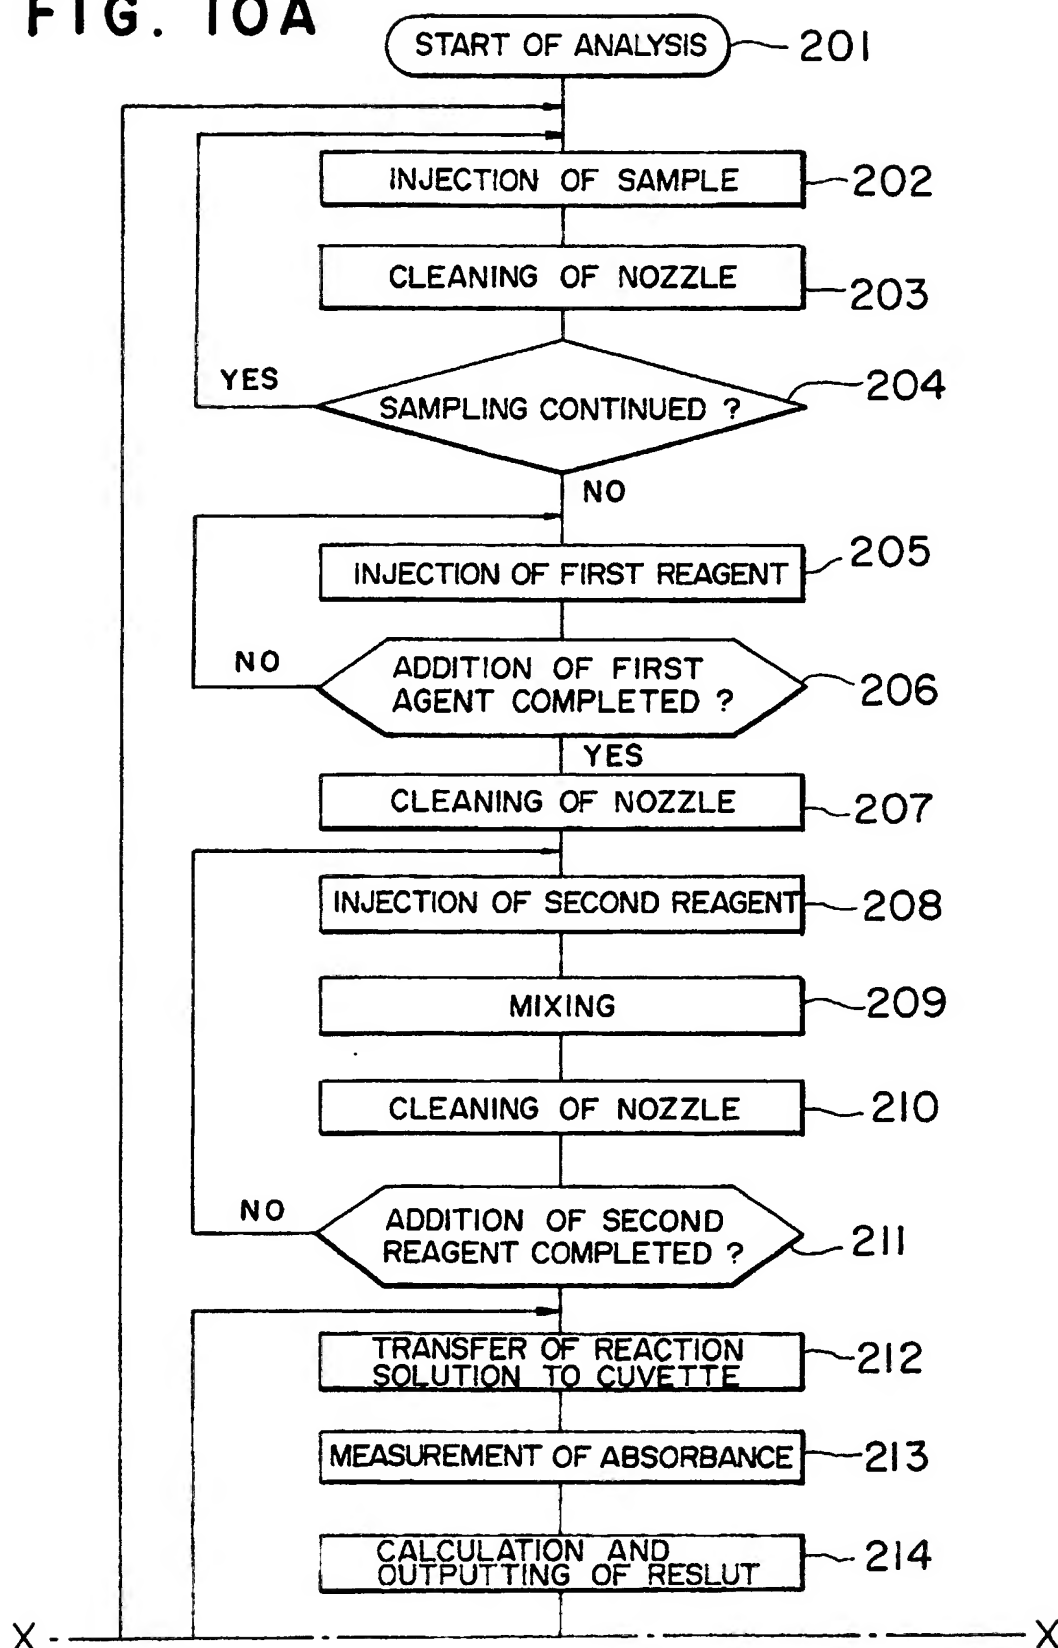 FIG. 10A
START OF ANALYSIS
201
INJECTION OF SAMPLE
202
CLEANING OF NOZZLE
203
YES
SAMPLING CONTINUED ?
204
NO
INJECTION OF FIRST REAGENT
205
NO
ADDITION OF FIRST
AGENT COMPLETED ?
206
YES
CLEANING OF NOZZLE
207
INJECTION OF SECOND REAGENT
208
MIXING
209
CLEANING OF NOZZLE
210
NO
ADDITION OF SECOND
REAGENT COMPLETED ?
211
TRANSFER OF REACTION
SOLUTION TO CUVETTE
212
MEASUREMENT OF ABSORBANCE
213
CALCULATION AND
OUTPUTTING OF RESLUT
214
X
X